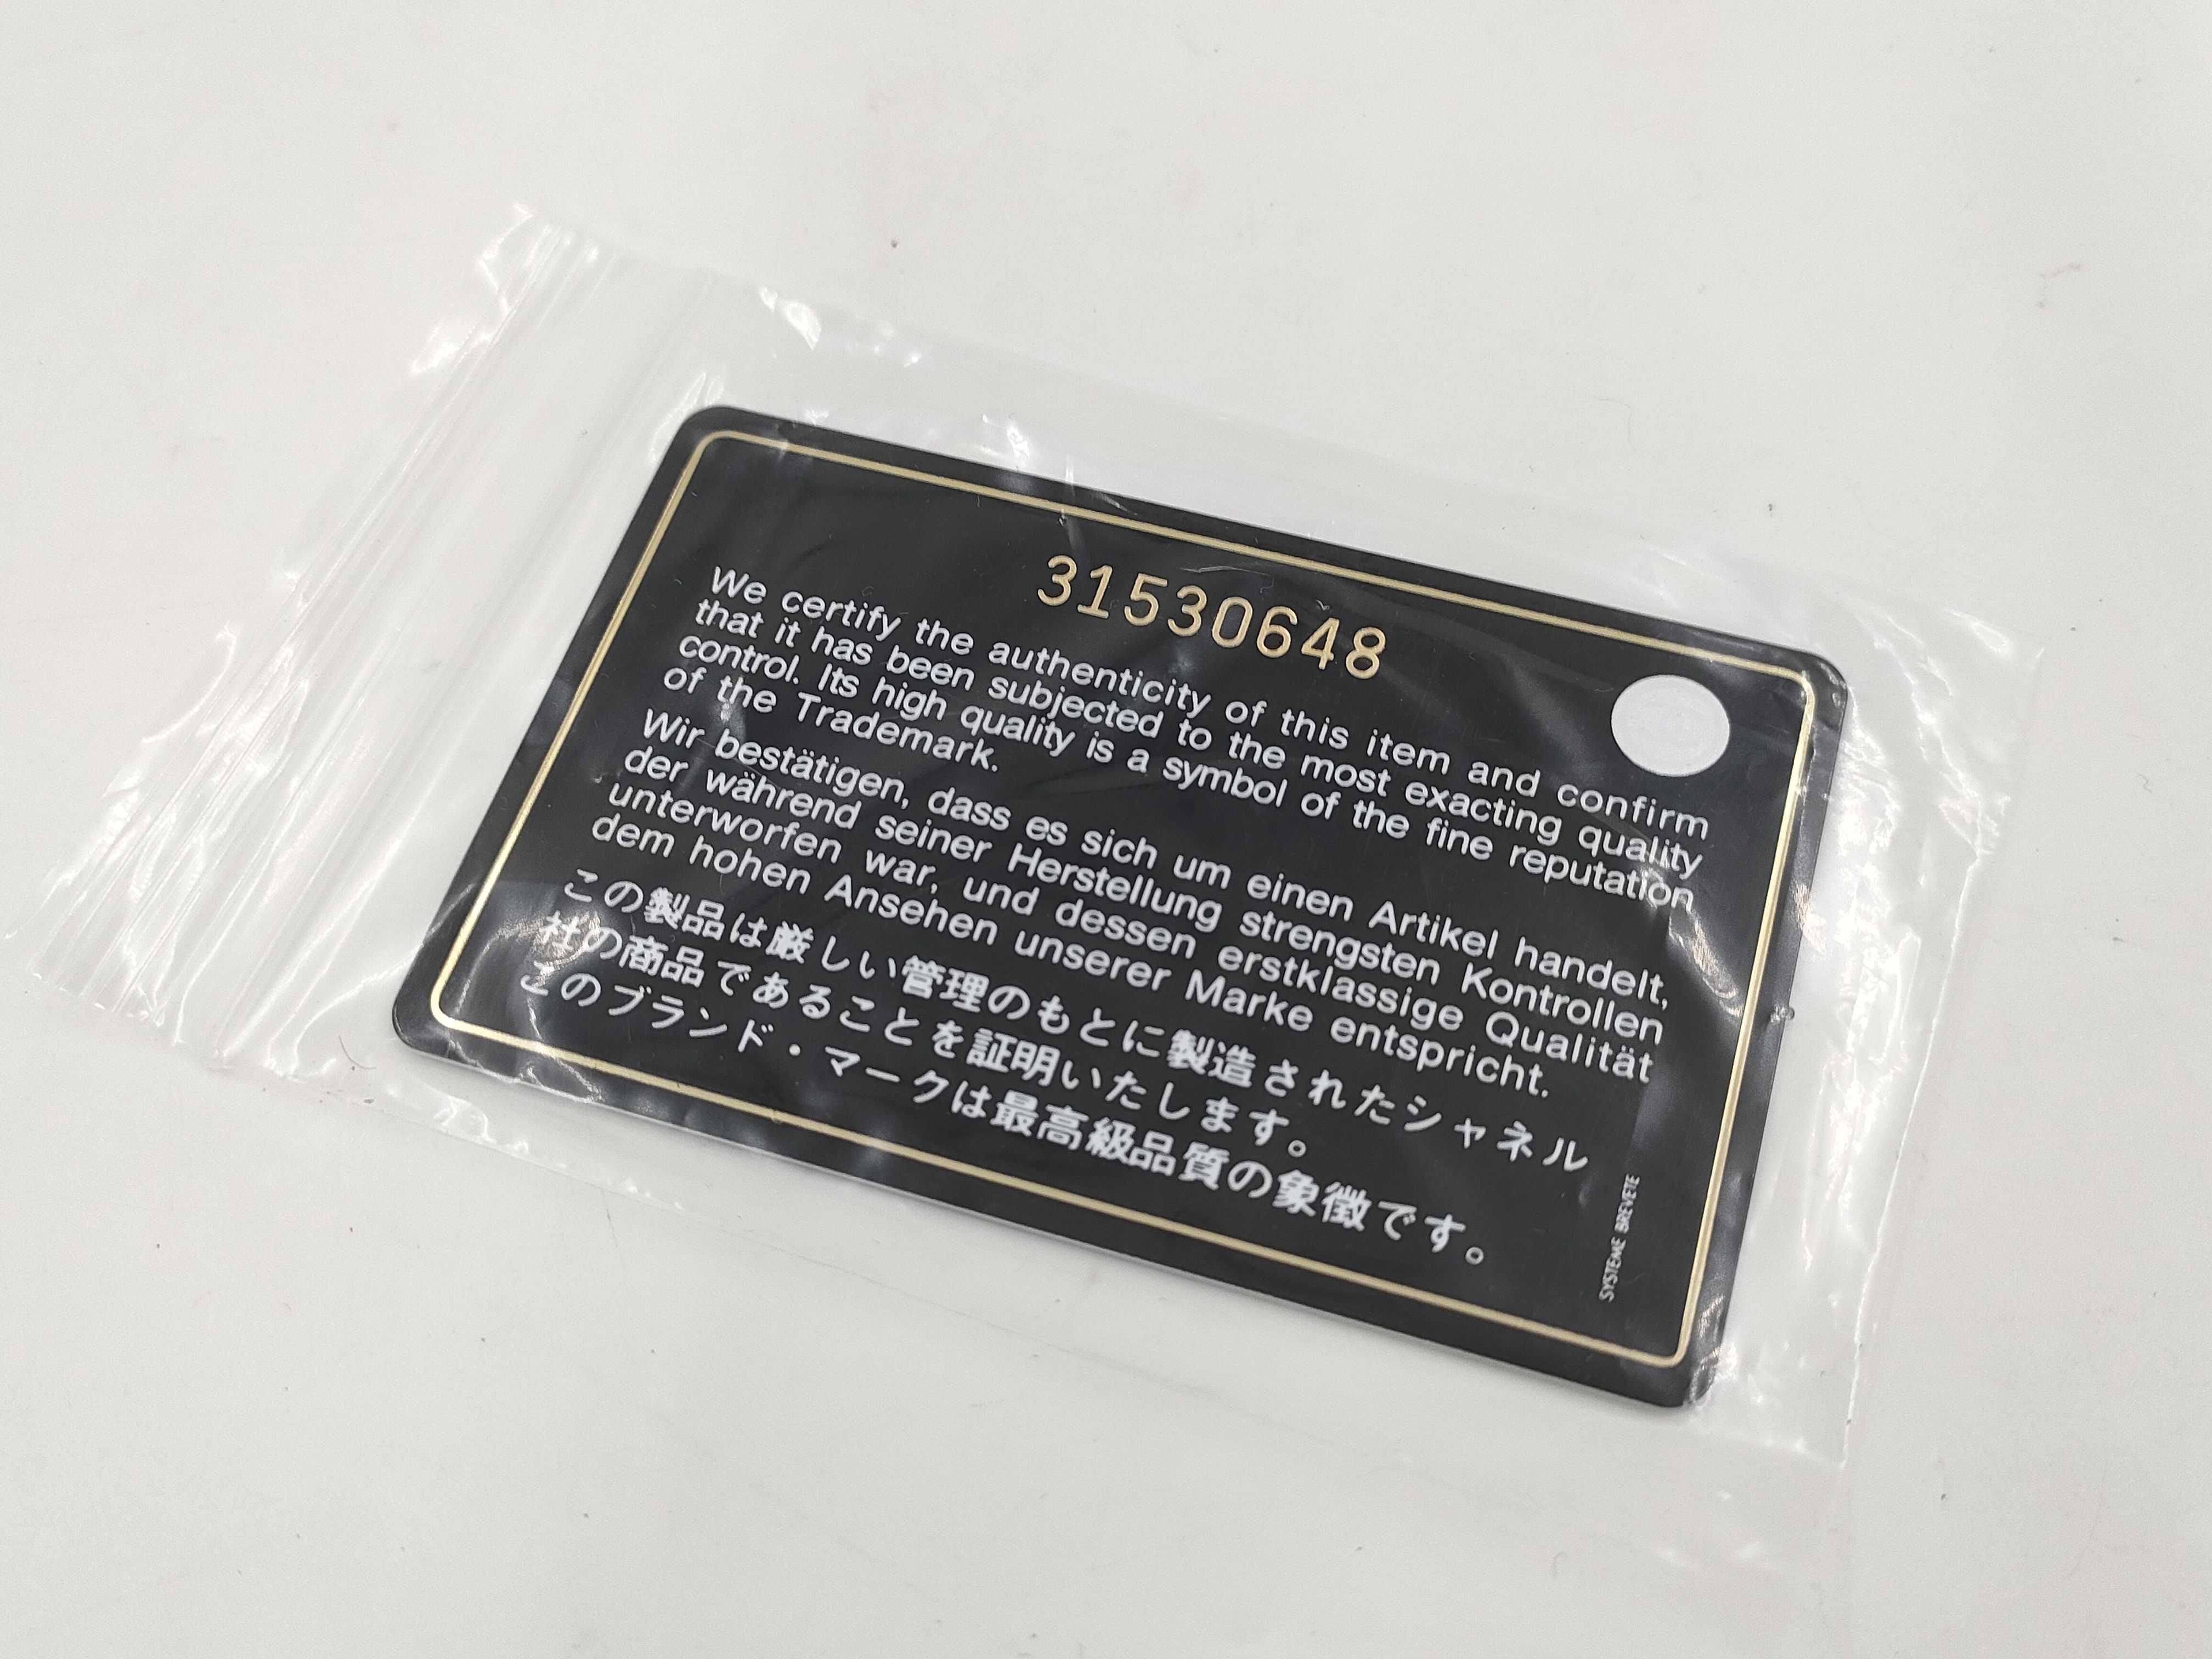 31530648
We certify the authenticity of this item and confirm
that it has been subjected to the most exacting quality
control. Its high quality is a symbol of the fine reputation
of the Trademark.
Wir bestätigen, dass es sich um einen Artikel handelt,
der während seiner Herstellung strengsten Kontrollen
unterworfen war, und dessen erstklassige Qualität
dem hohen Ansehen unserer Marke entspricht.
この製品は厳しい管理のもとに製造されたシャネル
社の商品であることを証明いたします。
このブランド・マークは最高級品質の象徴です。
SYSTEME BREVETE